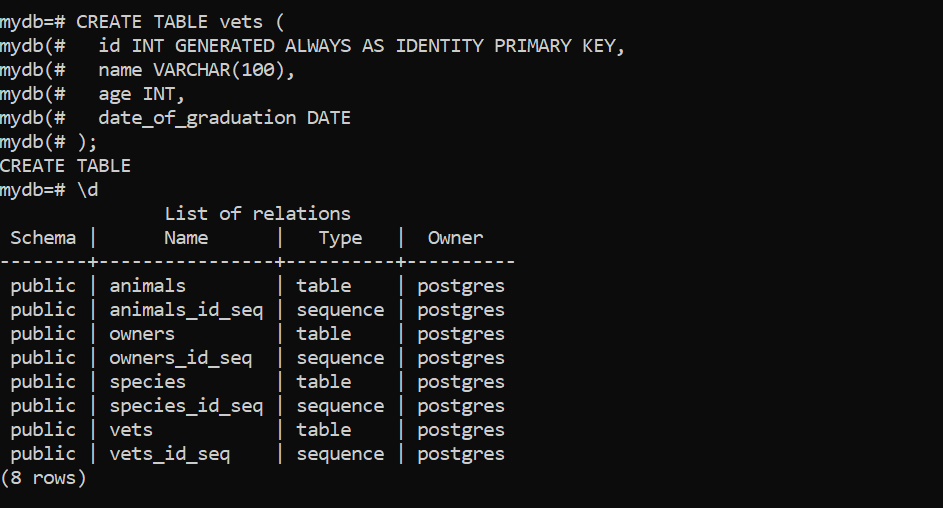 mydb=# CREATE TABLE vets (
mydb(#   id INT GENERATED ALWAYS AS IDENTITY PRIMARY KEY,
mydb(#   name VARCHAR(100),
mydb(#   age INT,
mydb(#   date_of_graduation DATE
mydb(# );
CREATE TABLE
mydb=# \d
               List of relations
 Schema |      Name      |   Type   |  Owner
--------+----------------+----------+----------
 public | animals        | table    | postgres
 public | animals_id_seq | sequence | postgres
 public | owners         | table    | postgres
 public | owners_id_seq  | sequence | postgres
 public | species        | table    | postgres
 public | species_id_seq | sequence | postgres
 public | vets           | table    | postgres
 public | vets_id_seq    | sequence | postgres
(8 rows)